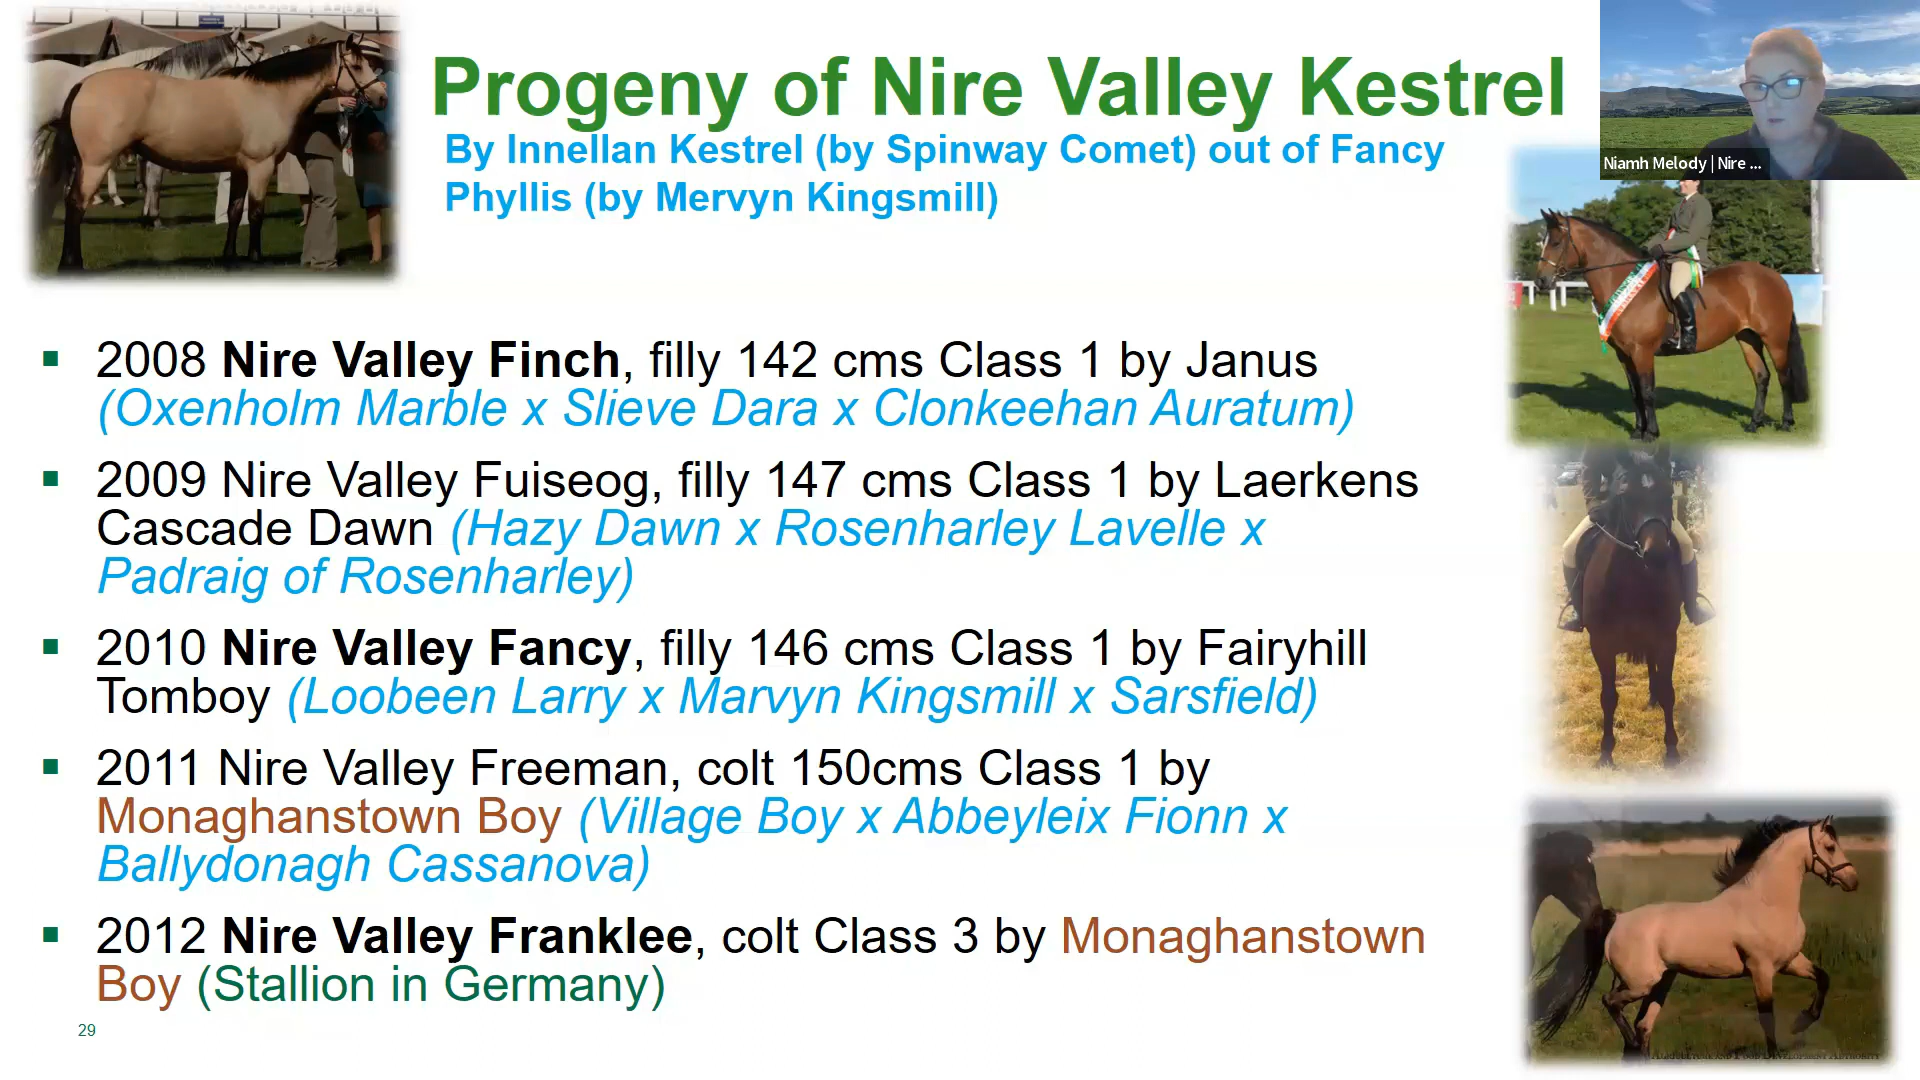 Progeny of Nire Valley Kestrel
By Innellan Kestrel (by Spinway Comet) out of Fancy
Phyllis (by Mervyn Kingsmill)
Niamh Melody | Nire ...
▪ 2008 Nire Valley Finch, filly 142 cms Class 1 by Janus
(Oxenholm Marble x Slieve Dara x Clonkeehan Auratum)
▪ 2009 Nire Valley Fuiseog, filly 147 cms Class 1 by Laerkens
Cascade Dawn (Hazy Dawn x Rosenharley Lavelle x
Padraig of Rosenharley)
▪ 2010 Nire Valley Fancy, filly 146 cms Class 1 by Fairyhill
Tomboy (Loobeen Larry x Marvyn Kingsmill x Sarsfield)
▪ 2011 Nire Valley Freeman, colt 150cms Class 1 by
Monaghanstown Boy (Village Boy x Abbeyleix Fionn x
Ballydonagh Cassanova)
▪ 2012 Nire Valley Franklee, colt Class 3 by Monaghanstown
Boy (Stallion in Germany)
29